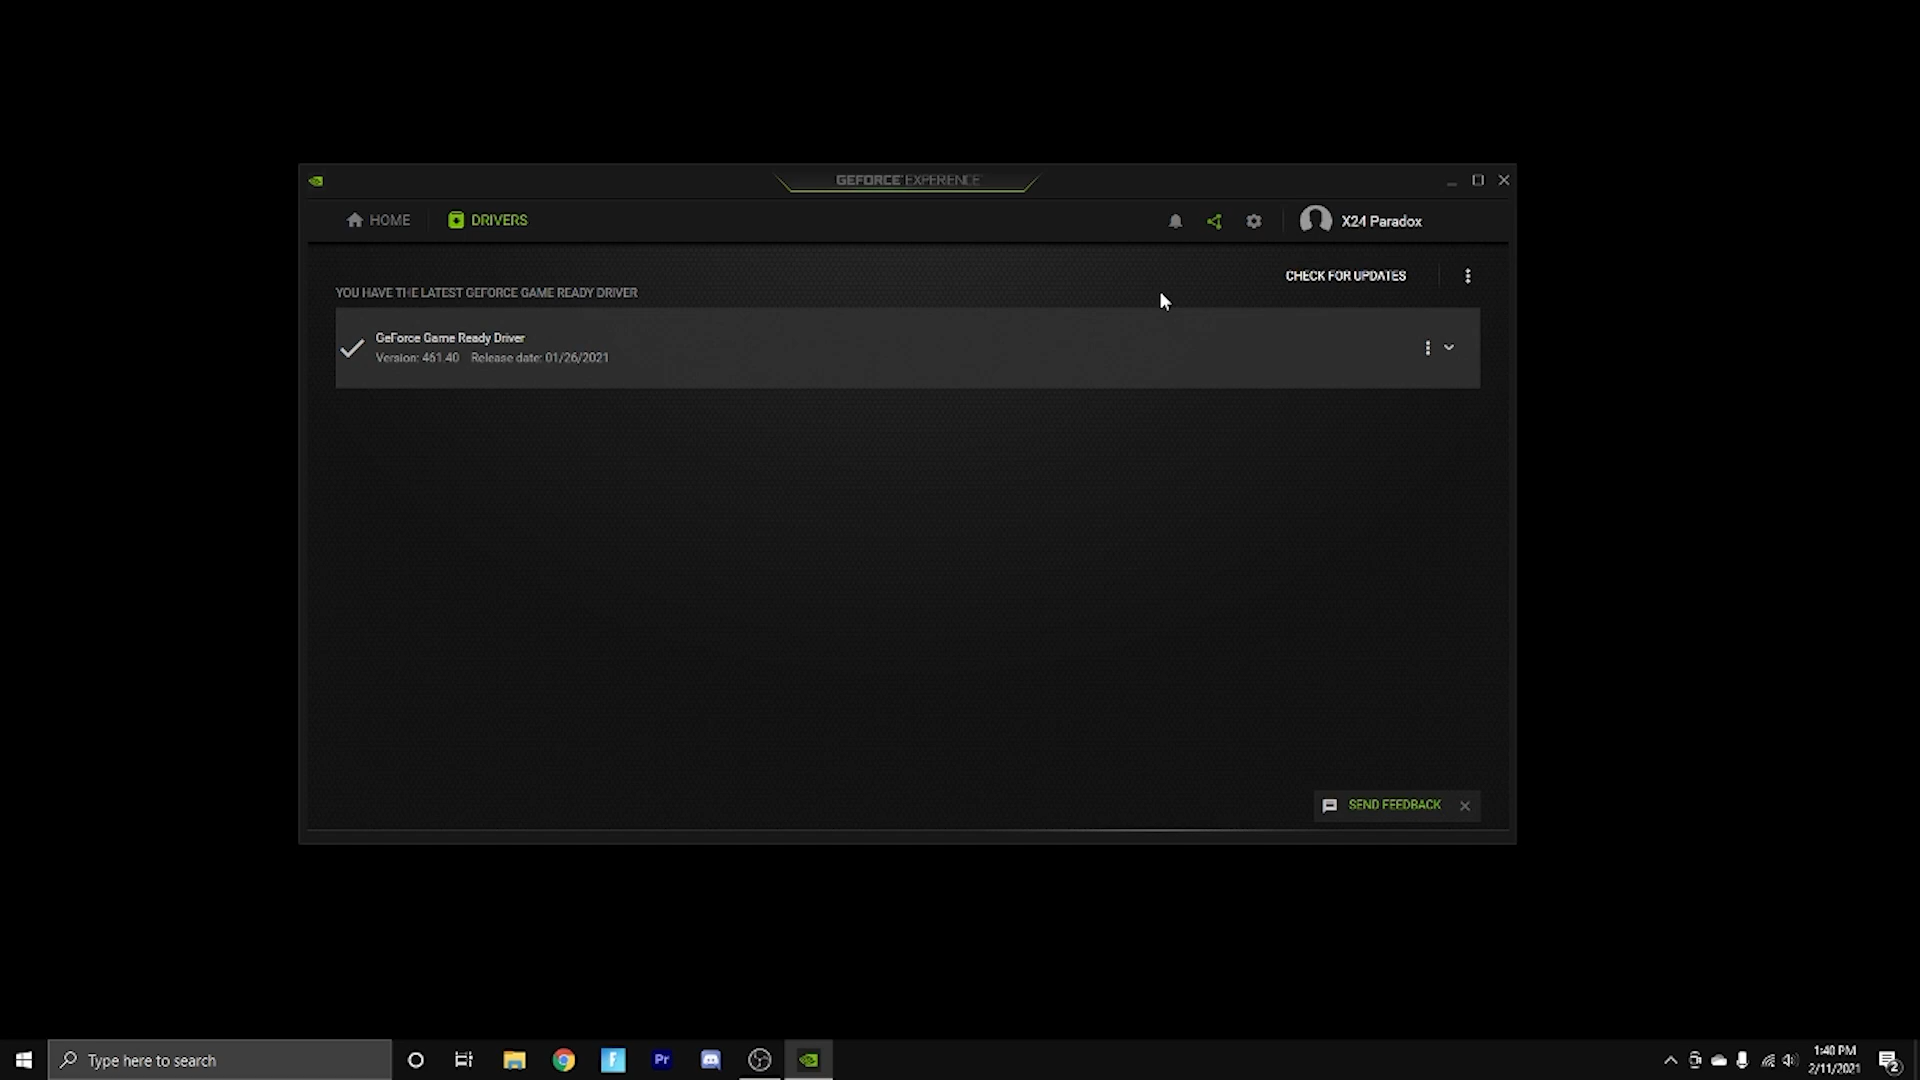 GEFORCE EXPERIENCE
HOME
DRIVERS
X24 Paradox
CHECK FOR UPDATES
YOU HAVE THE LATEST GEFORCE GAME READY DRIVER
GeForce Game Ready Driver
Version: 461.40 Release date: 01/26/2021
SEND FEEDBACK
Type here to search
Pr
1:40 PM
2/11/2021
2